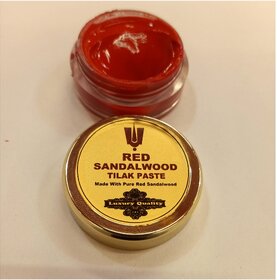 RED
SANDALWOOD
TILAK PASTE
Made With Pure Red Sandalwood
Luxury Quality